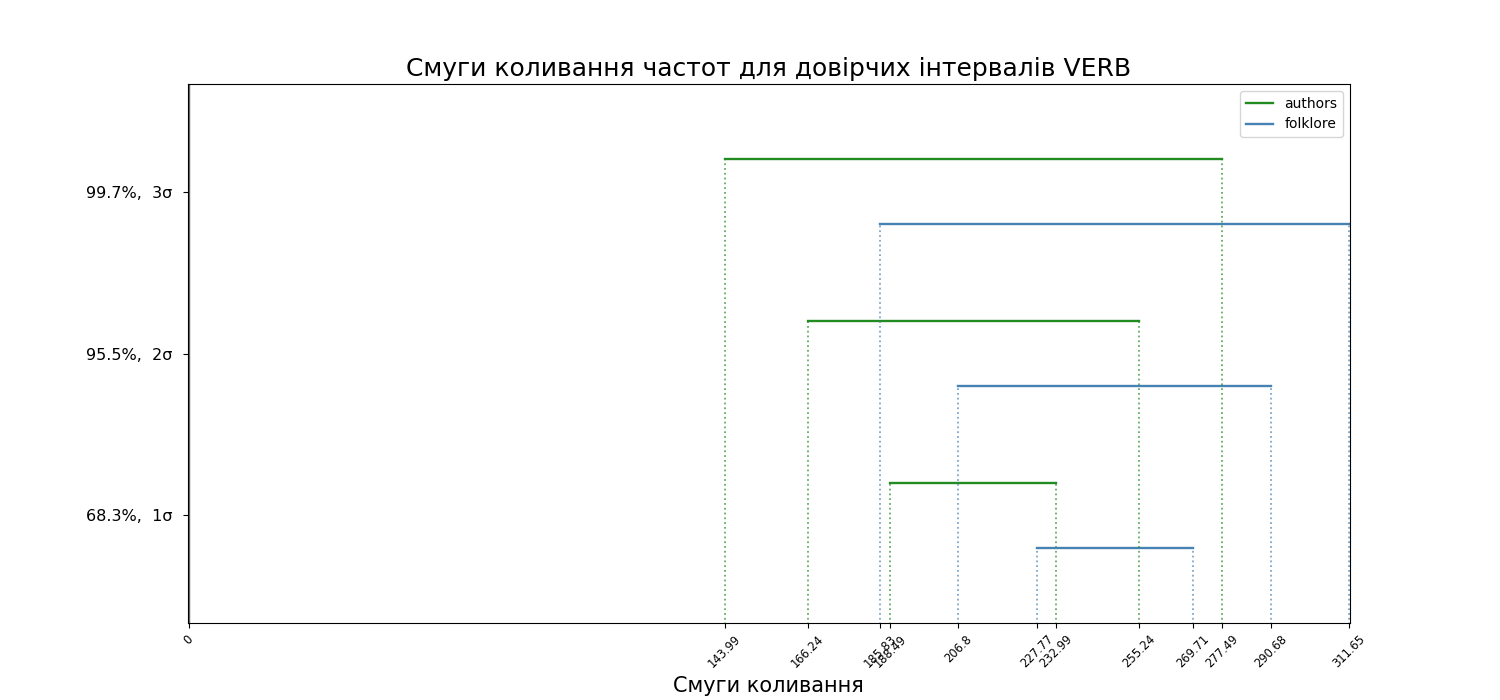 Смуги коливання частот для довірчих інтервалів VERB
authors
folklore
99.7%, 3σ
95.5%, 2σ
68.3%, 1σ
0
143.99
166.24
185.83
188.49
206.8
227.77
232.99
255.24
269.71
277.49
290.68
311.65
Смуги коливання